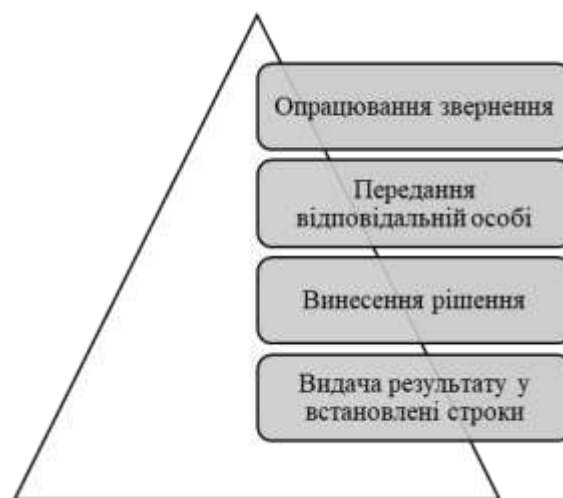 Опрацювання звернення
Передання
відповідальній особі
Винесення рішення
Видача результату у
встановлені строки